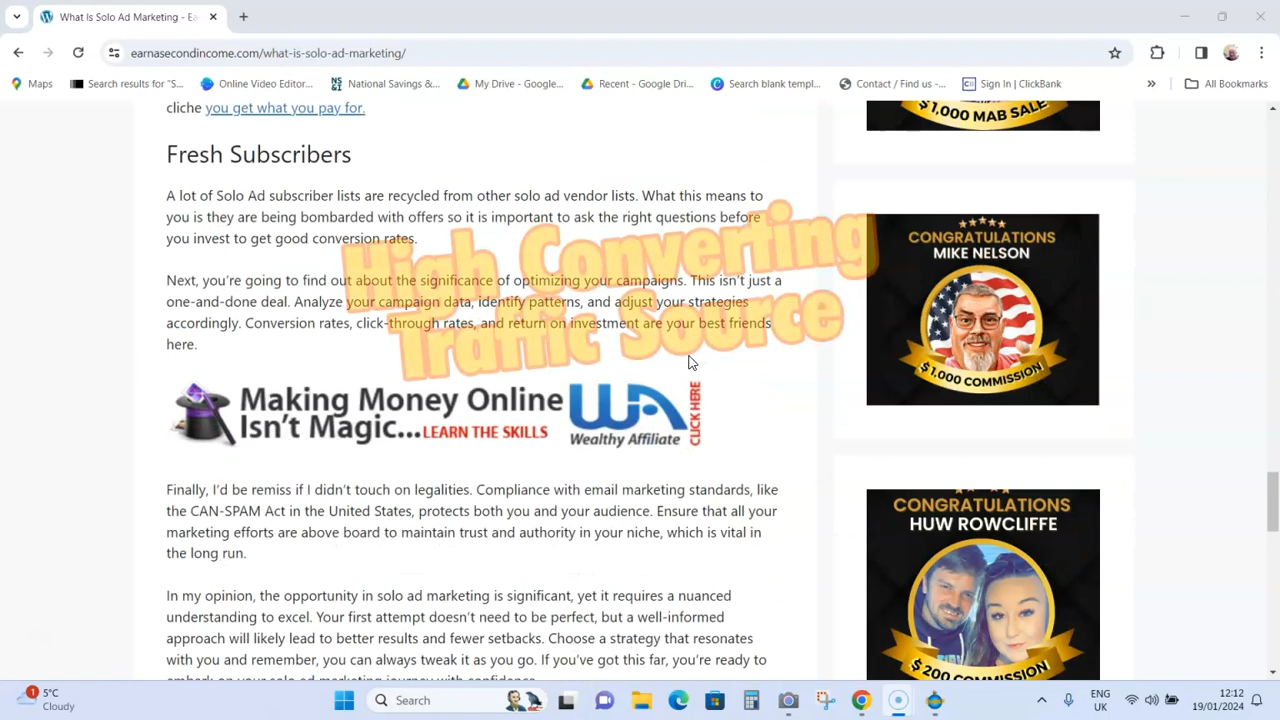 What Is Solo Ad Marketing - Ea
earnasecondincome.com/what-is-solo-ad-marketing/
Maps
Search results for "S...
Online Video Editor...
National Savings &...
My Drive - Google...
Recent - Google Dri...
Search blank templ...
Contact / Find us -...
Sign In | ClickBank
All Bookmarks
cliche you get what you pay for.
Fresh Subscribers
A lot of Solo Ad subscriber lists are recycled from other solo ad vendor lists. What this means to
you is they are being bombarded with offers so it is important to ask the right questions before
you invest to get good conversion rates.
High Converting
Traffic Source
Next, you're going to find out about the significance of optimizing your campaigns. This isn't just a
one-and-done deal. Analyze your campaign data, identify patterns, and adjust your strategies
accordingly. Conversion rates, click-through rates, and return on investment are your best friends
here.
Making Money Online
Isn't Magic...LEARN THE SKILLS
WA
Wealthy Affiliate
CLICK HERE
Finally, I'd be remiss if I didn't touch on legalities. Compliance with email marketing standards, like
the CAN-SPAM Act in the United States, protects both you and your audience. Ensure that all your
marketing efforts are above board to maintain trust and authority in your niche, which is vital in
the long run.
In my opinion, the opportunity in solo ad marketing is significant, yet it requires a nuanced
understanding to excel. Your first attempt doesn't need to be perfect, but a well-informed
approach will likely lead to better results and fewer setbacks. Choose a strategy that resonates
with you and remember, you can always tweak it as you go. If you've got this far, you're ready to
embark on your solo ad marketing journey with confidence.
$1,000 MAB SALE
CONGRATULATIONS
MIKE NELSON
$1,000 COMMISSION
CONGRATULATIONS
HUW ROWCLIFFE
$200 COMMISSION
1
5°C
Cloudy
Search
ENG
UK
12:12
19/01/2024